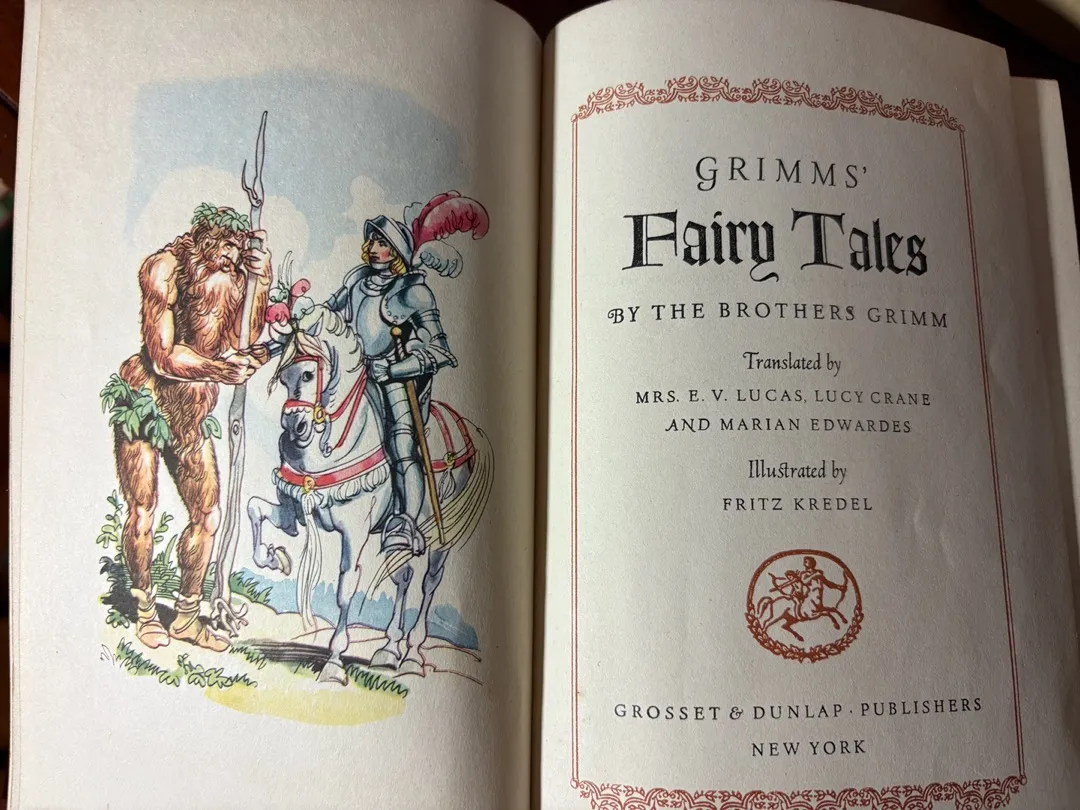 GRIMMS'
Fairy Tales
BY THE BROTHERS GRIMM
Translated by
MRS. E. V. LUCAS, LUCY CRANE
AND MARIAN EDWARDES
Illustrated by
FRITZ KREDEL
GROSSET & DUNLAP · PUBLISHERS
NEW YORK